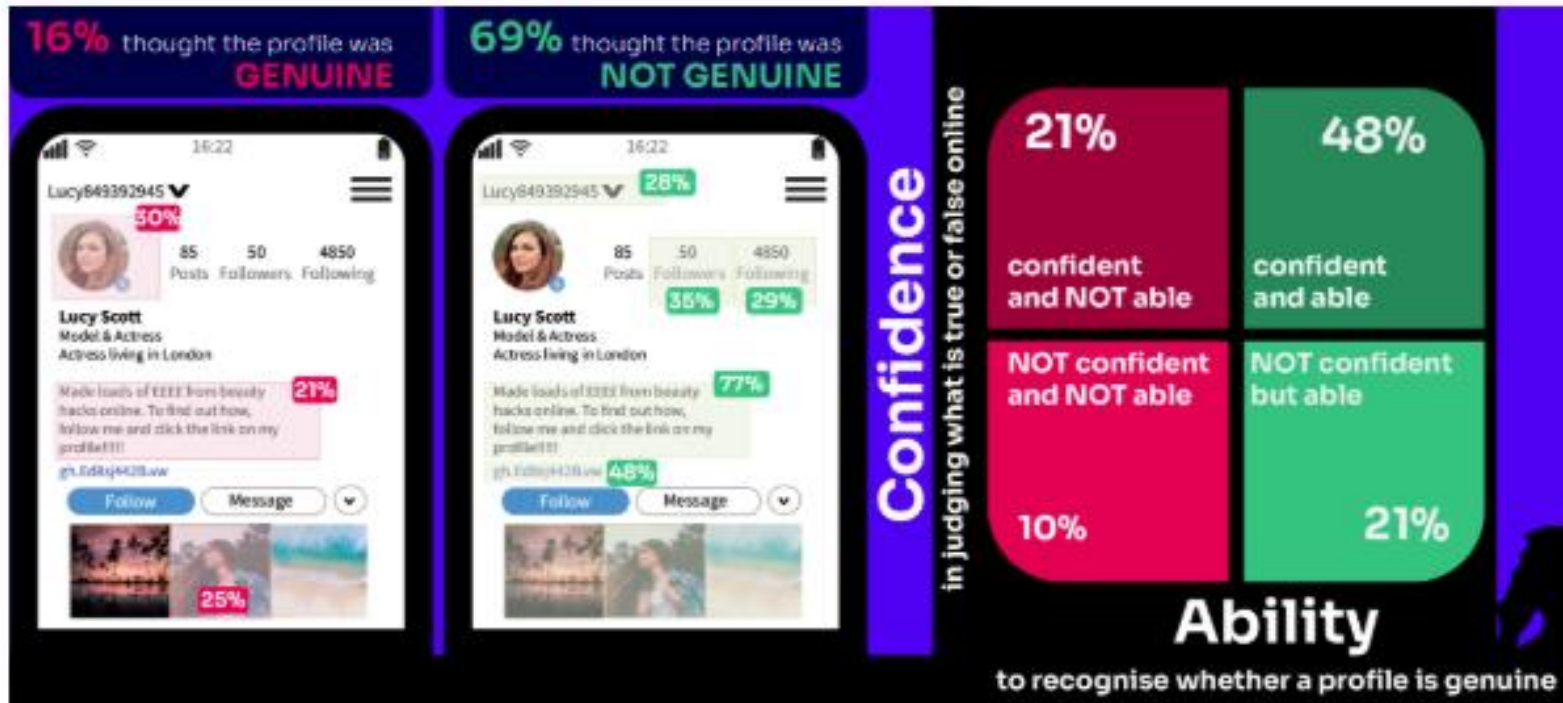 16% thought the profile was
GENUINE
16:22
Lucy849392945
30%
85 50 4850
Posts Followers Following
Lucy Scott
Model & Actress
Actress living in London
Made loads of ££££ from beauty
hacks online. To find out how,
follow me and click the link on my
profile!!!!
21%
Follow Message
25%
69% thought the profile was
NOT GENUINE
16:22
Lucy849392945
28%
85 50 4850
Posts Followers Following
35% 29%
Lucy Scott
Model & Actress
Actress living in London
Made loads of ££££ from beauty
hacks online. To find out how,
follow me and click the link on my
profile!!!!
77%
48%
Follow Message
Confidence
in judging what is true or false online
21%
confident
and NOT able
48%
confident
and able
NOT confident
and NOT able
10%
NOT confident
but able
21%
Ability
to recognise whether a profile is genuine